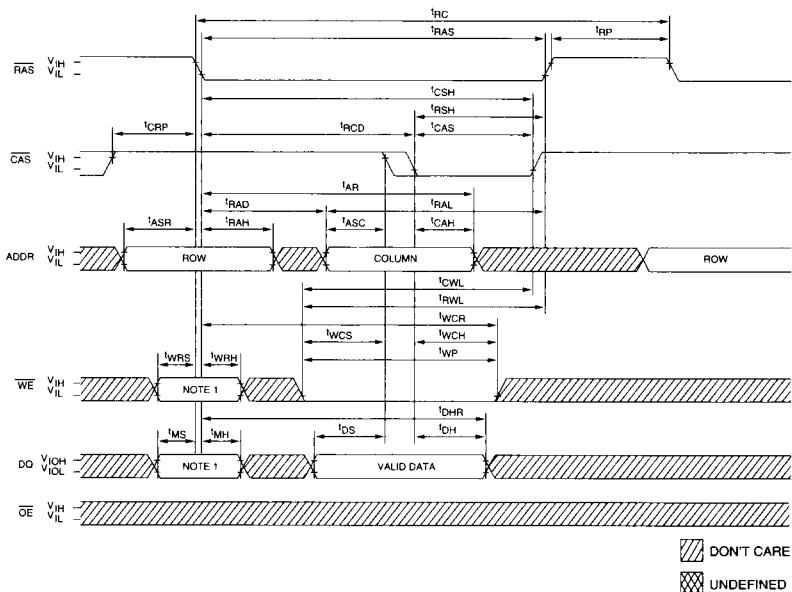 tRC
tRAS tRP
RAS VIH
VIL
tCSH
tRSH
tCRP tRCD tCAS
CAS VIH
VIL
tAR
tRAD tRAL
tASR tRAH tASC tCAH
ADDR VIH
VIL
ROW COLUMN ROW
tCWL
tRWL
tWCR
tWCS tWCH
tWRS tWRH tWP
WE VIH
VIL
NOTE 1
tDHR
tMS tMH tDS tDH
DQ VIOH
VIOL
NOTE 1 VALID DATA
OE VIH
VIL
DON'T CARE
UNDEFINED